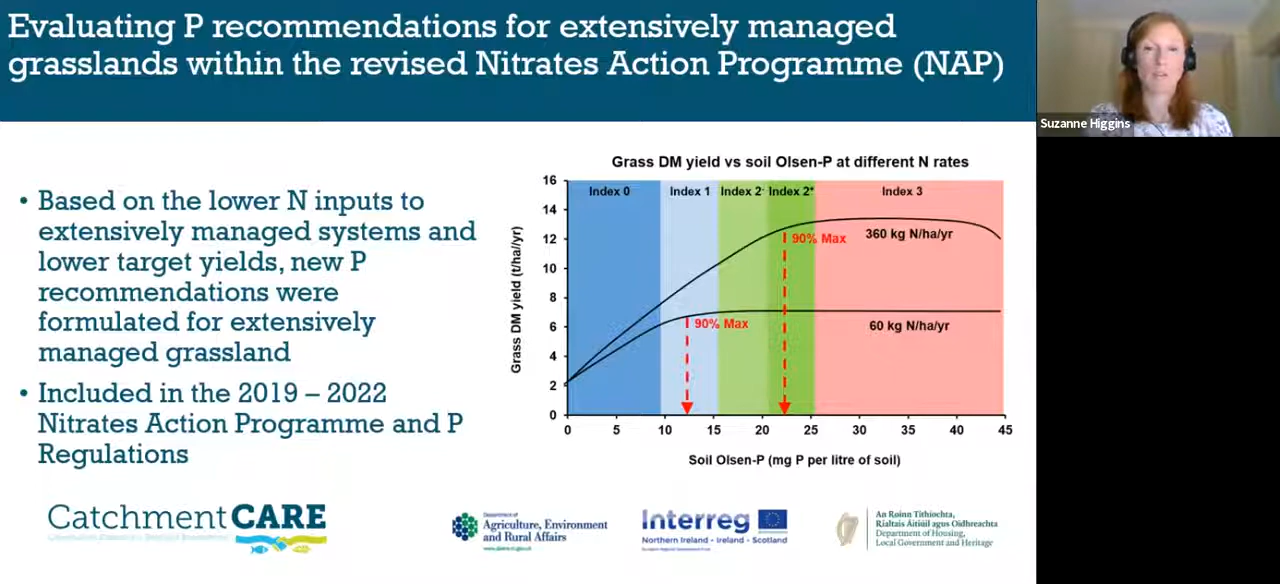 Evaluating P recommendations for extensively managed
grasslands within the revised Nitrates Action Programme (NAP)
Suzanne Higgins
• Based on the lower N inputs to
extensively managed systems and
lower target yields, new P
recommendations were
formulated for extensively
managed grassland
• Included in the 2019 – 2022
Nitrates Action Programme and P
Regulations
Grass DM yield vs soil Olsen-P at different N rates
Index 0 Index 1 Index 2- Index 2+ Index 3
16
14
12
10
8
6
4
2
0
Grass DM yield (t/ha//yr)
90% Max
360 kg N/ha/yr
90% Max
60 kg N/ha/yr
0 5 10 15 20 25 30 35 40 45
Soil Olsen-P (mg P per litre of soil)
CatchmentCARE
Department of
Agriculture, Environment
and Rural Affairs
Interreg
Northern Ireland - Ireland - Scotland
European Regional Development Fund
An Roinn Tithíochta,
Rialtais Áitiúil agus Oidhreachta
Department of Housing,
Local Government and Heritage